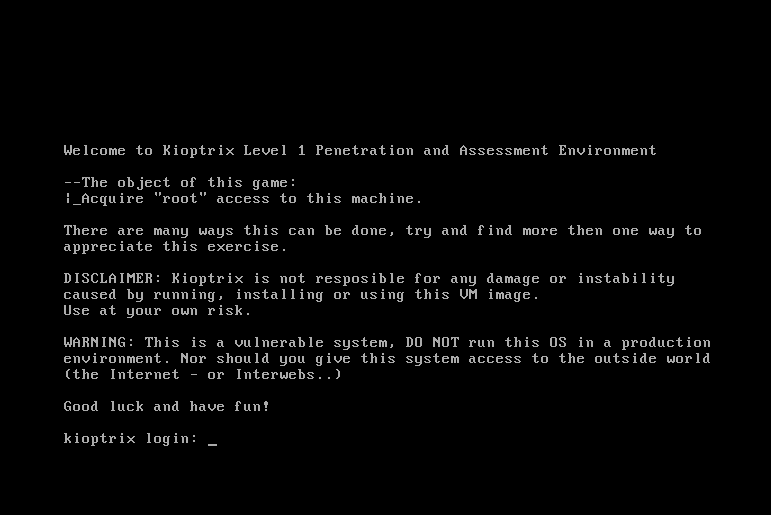 Welcome to Kioptrix Level 1 Penetration and Assessment Environment
--The object of this game:
|_Acquire "root" access to this machine.
There are many ways this can be done, try and find more then one way to
appreciate this exercise.
DISCLAIMER: Kioptrix is not resposible for any damage or instability
caused by running, installing or using this VM image.
Use at your own risk.
WARNING: This is a vulnerable system, DO NOT run this OS in a production
environment. Nor should you give this system access to the outside world
(the Internet - or Interwebs..)
Good luck and have fun!
kioptrix login: _